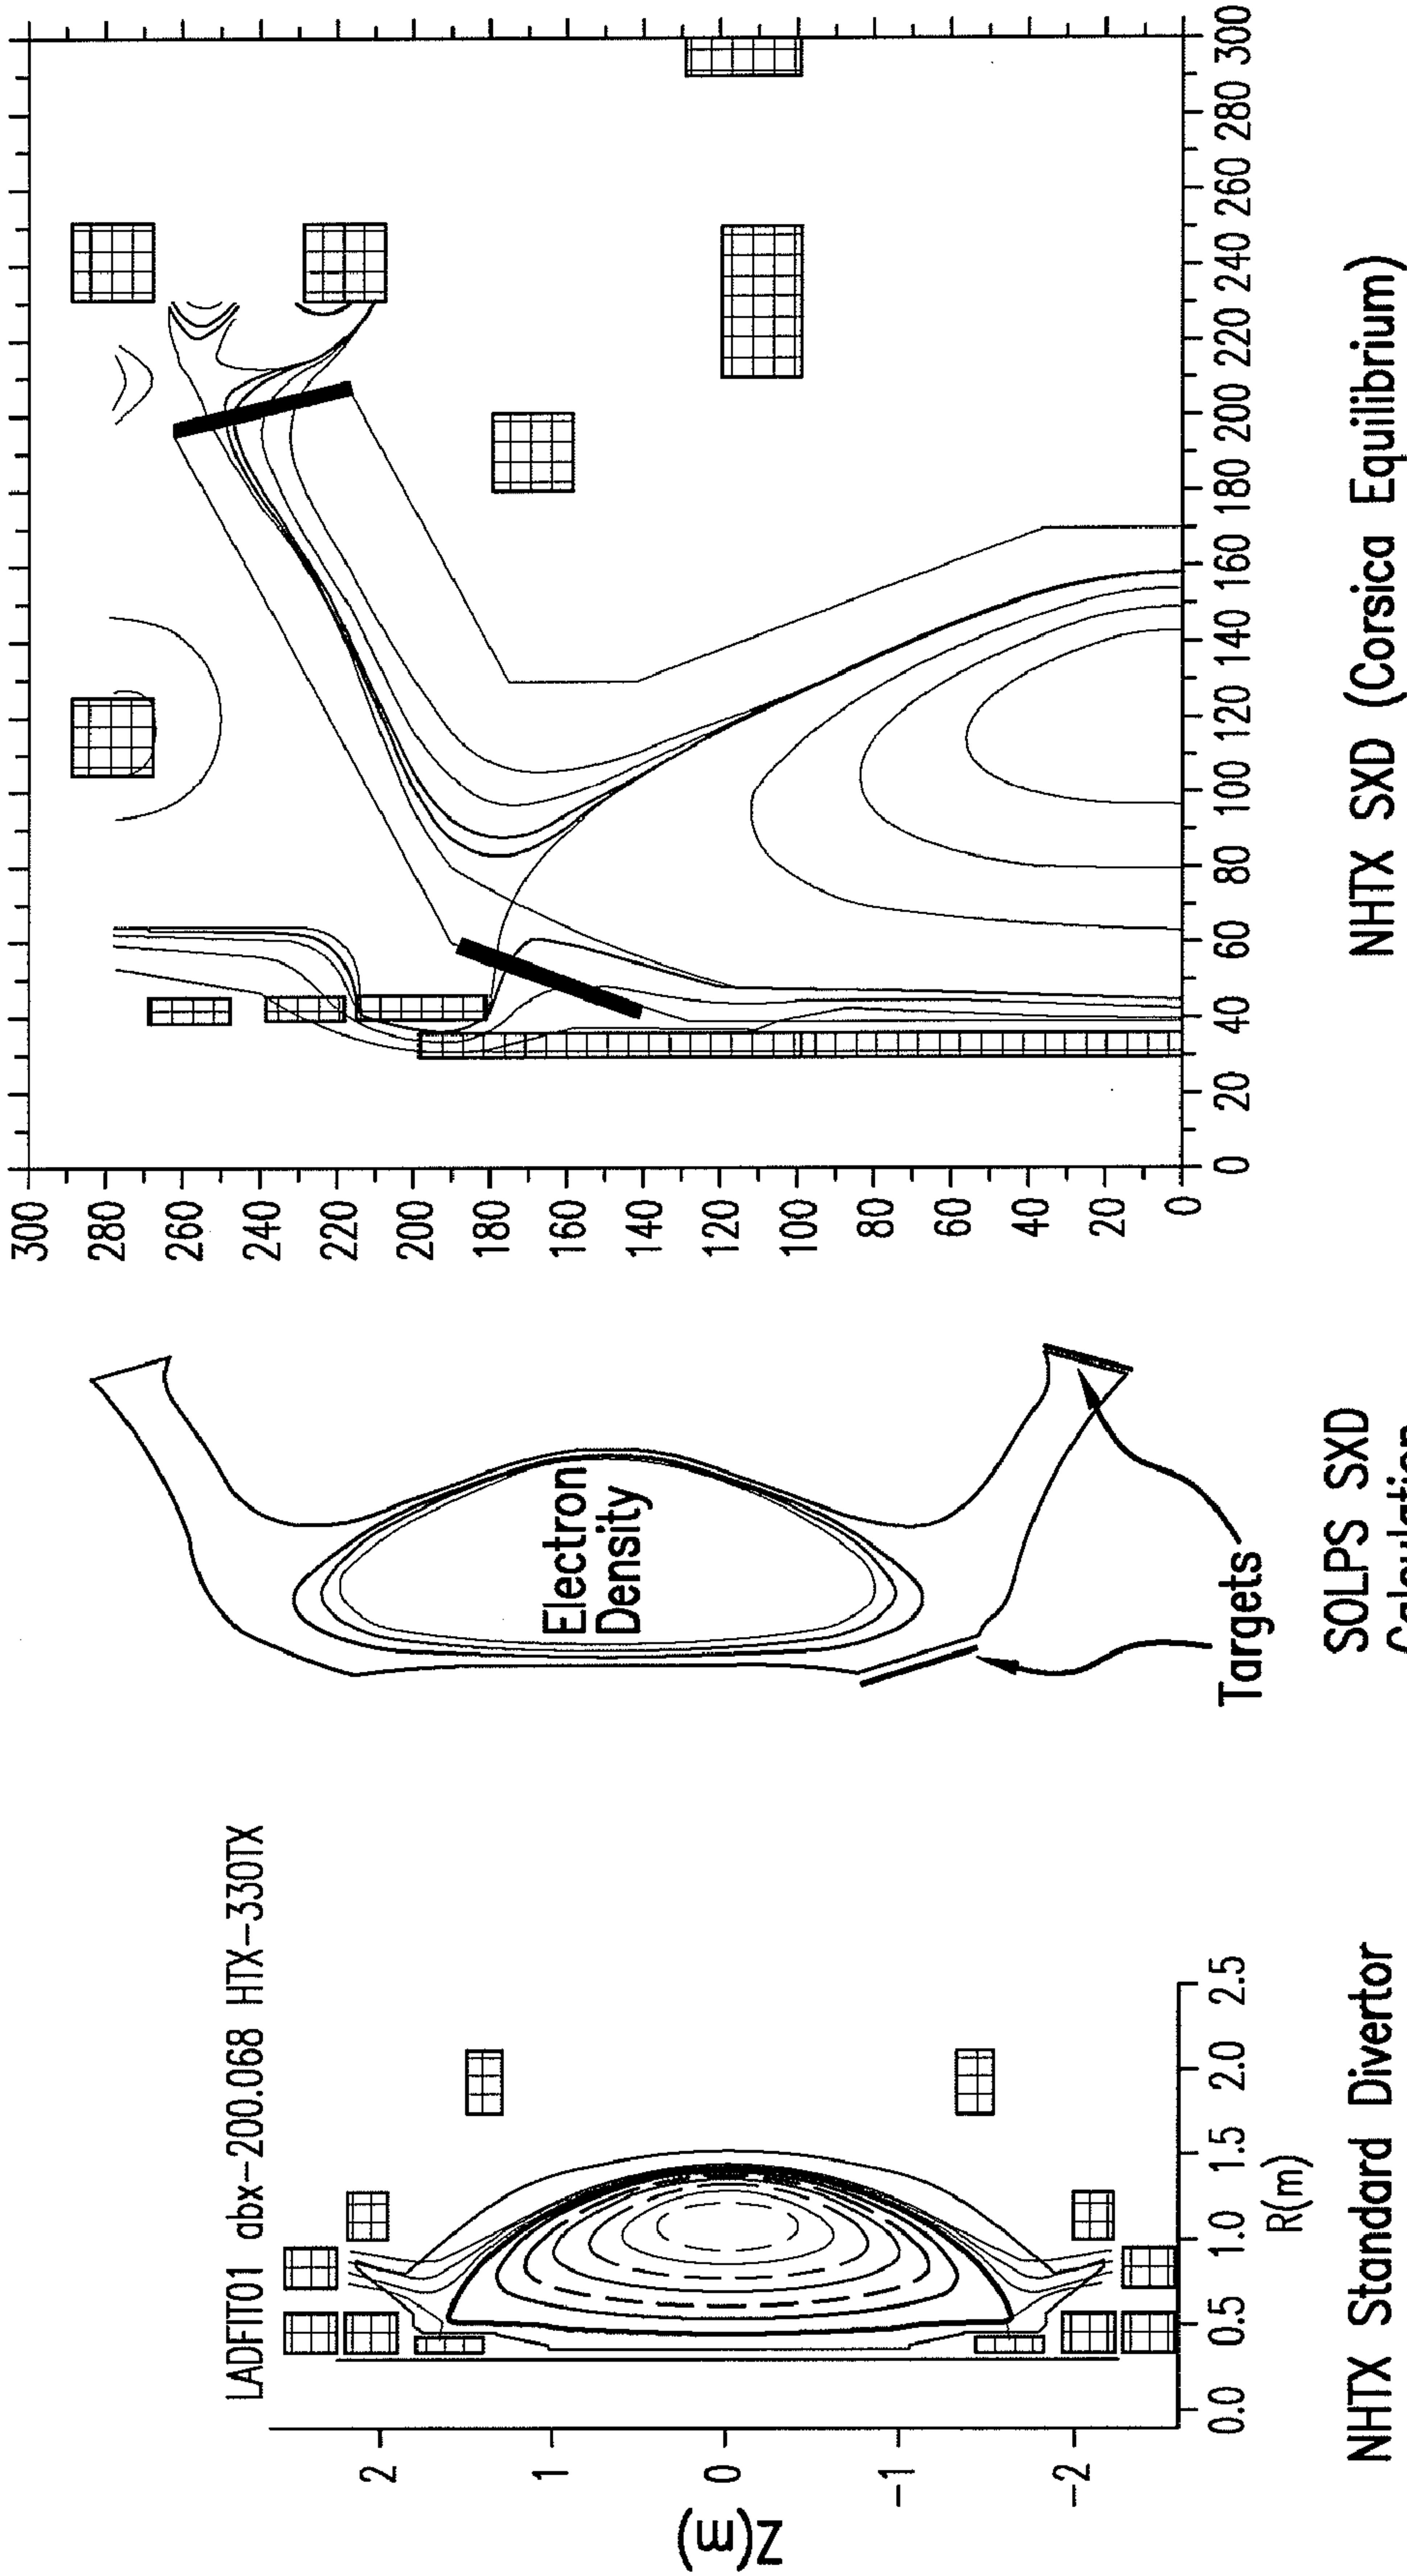 LADFIT01 abx-200.068 HTX-330TX
2
1
0
-1
-2
Z(m)
0.0 0.5 1.0 1.5 2.0 2.5
R(m)
NHTX Standard Divertor
Electron
Density
Targets
SOLPS SXD
Calculation
300
280
260
240
220
200
180
160
140
120
100
80
60
40
20
0
0 20 40 60 80 100 120 140 160 180 200 220 240 260 280 300
NHTX SXD (Corsica Equilibrium)